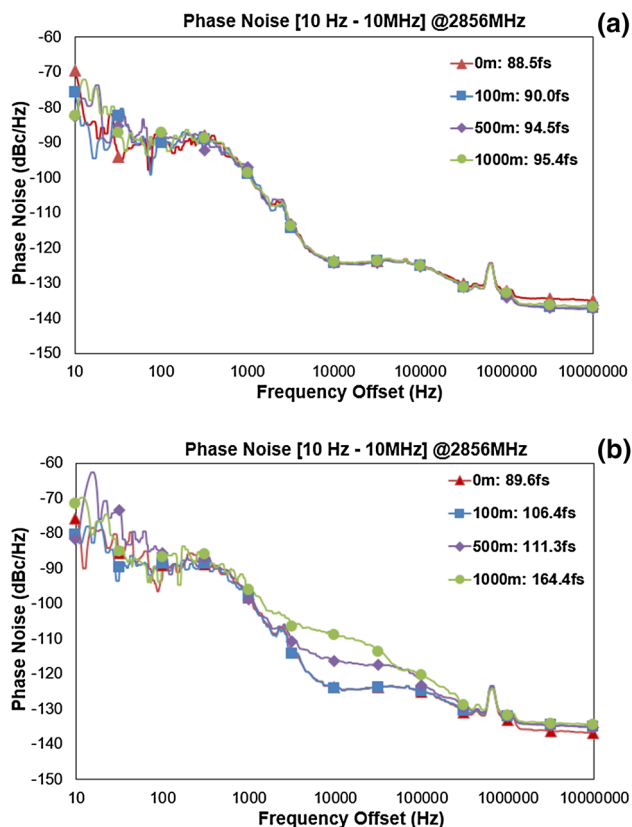 Phase Noise [10 Hz - 10MHz] @2856MHz
(a)
-60
-70
-80
-90
-100
-110
-120
-130
-140
-150
Phase Noise (dBc/Hz)
0m: 88.5fs
100m: 90.0fs
500m: 94.5fs
1000m: 95.4fs
10 100 1000 10000 100000 1000000 10000000
Frequency Offset (Hz)
Phase Noise [10 Hz - 10MHz] @2856MHz
(b)
-60
-70
-80
-90
-100
-110
-120
-130
-140
-150
Phase Noise (dBc/Hz)
0m: 89.6fs
100m: 106.4fs
500m: 111.3fs
1000m: 164.4fs
10 100 1000 10000 100000 1000000 10000000
Frequency Offset (Hz)